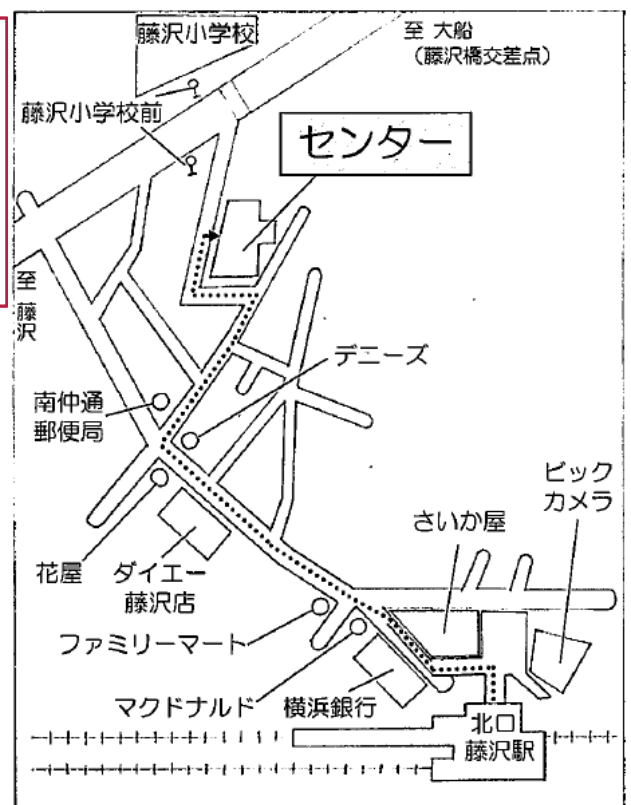 藤沢小学校
至 大船
(藤沢橋交差点)
藤沢小学校前
センター
至
藤
沢
デニーズ
南仲通
郵便局
ビック
カメラ
さいか屋
花屋
ダイエー
藤沢店
ファミリーマート
マクドナルド
横浜銀行
北口
藤沢駅